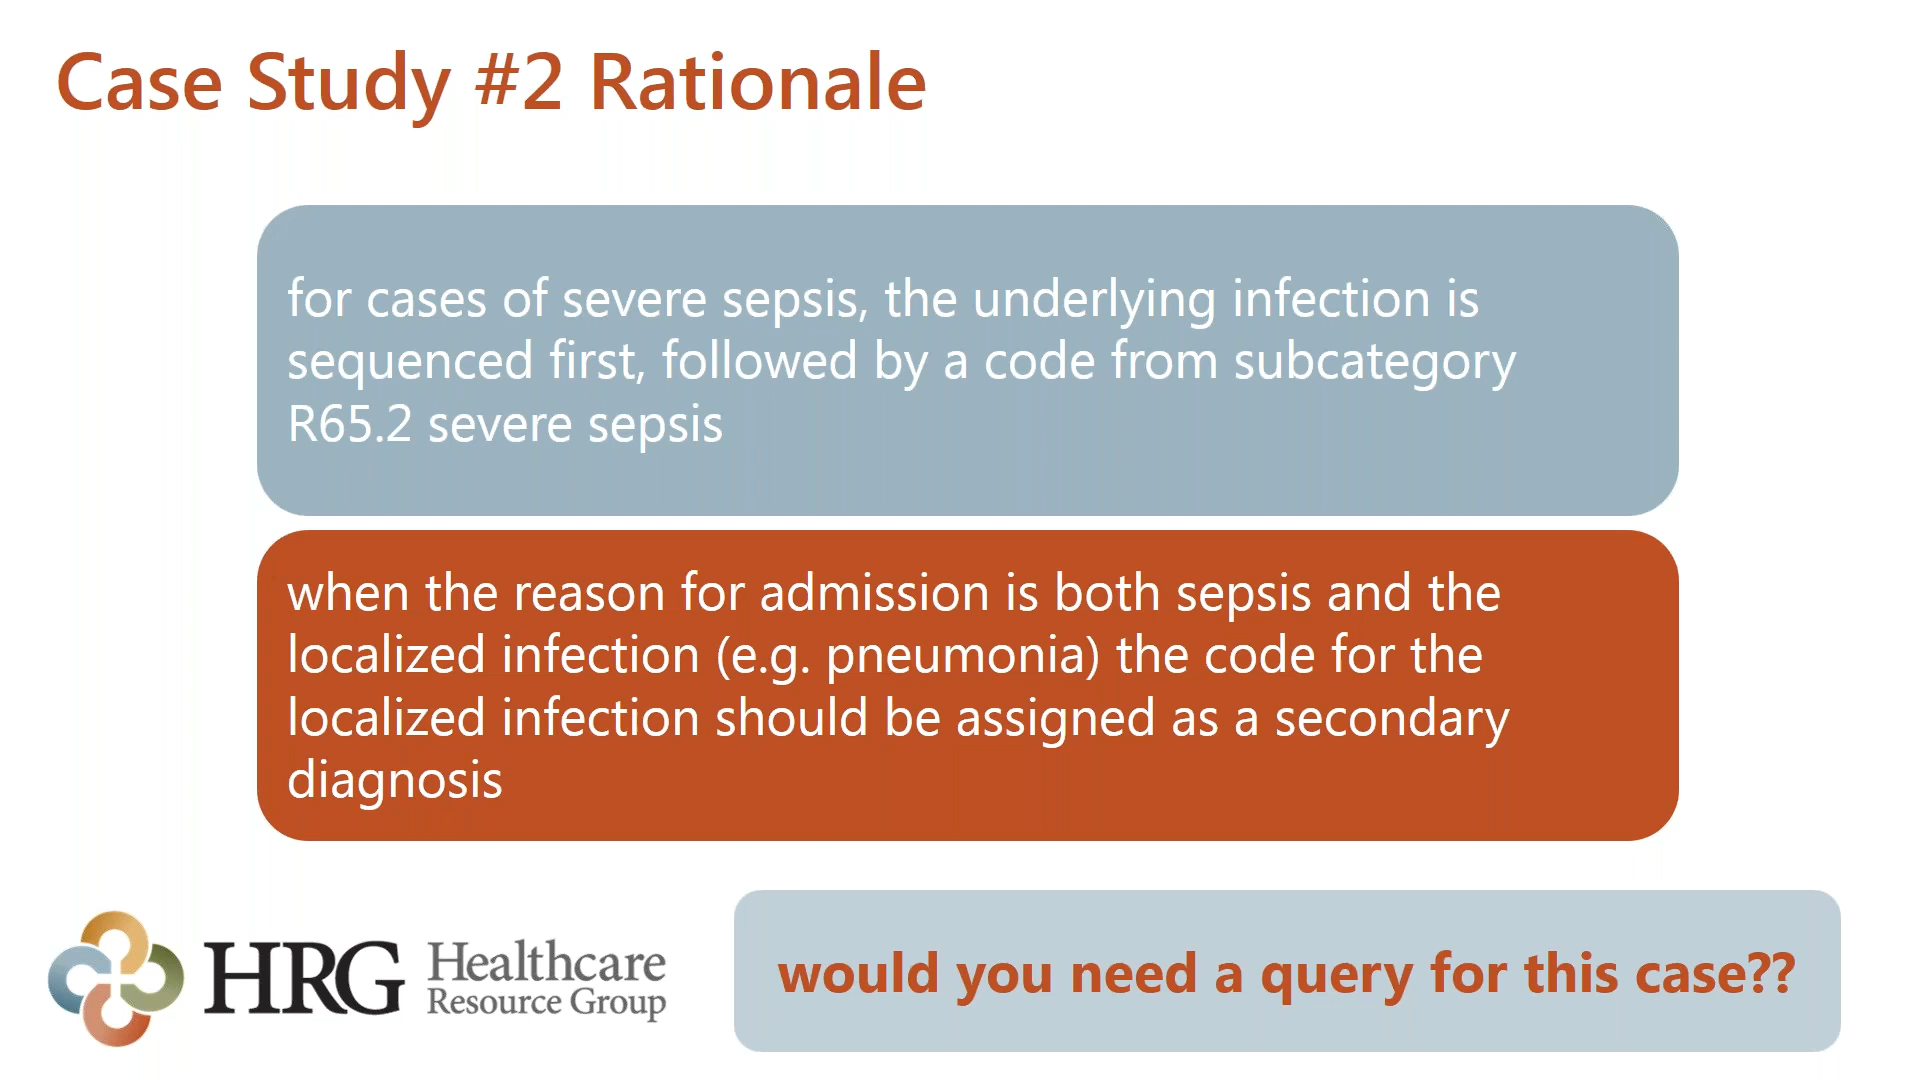 Case Study #2 Rationale
for cases of severe sepsis, the underlying infection is
sequenced first, followed by a code from subcategory
R65.2 severe sepsis
when the reason for admission is both sepsis and the
localized infection (e.g. pneumonia) the code for the
localized infection should be assigned as a secondary
diagnosis
HRG Healthcare
Resource Group
would you need a query for this case??